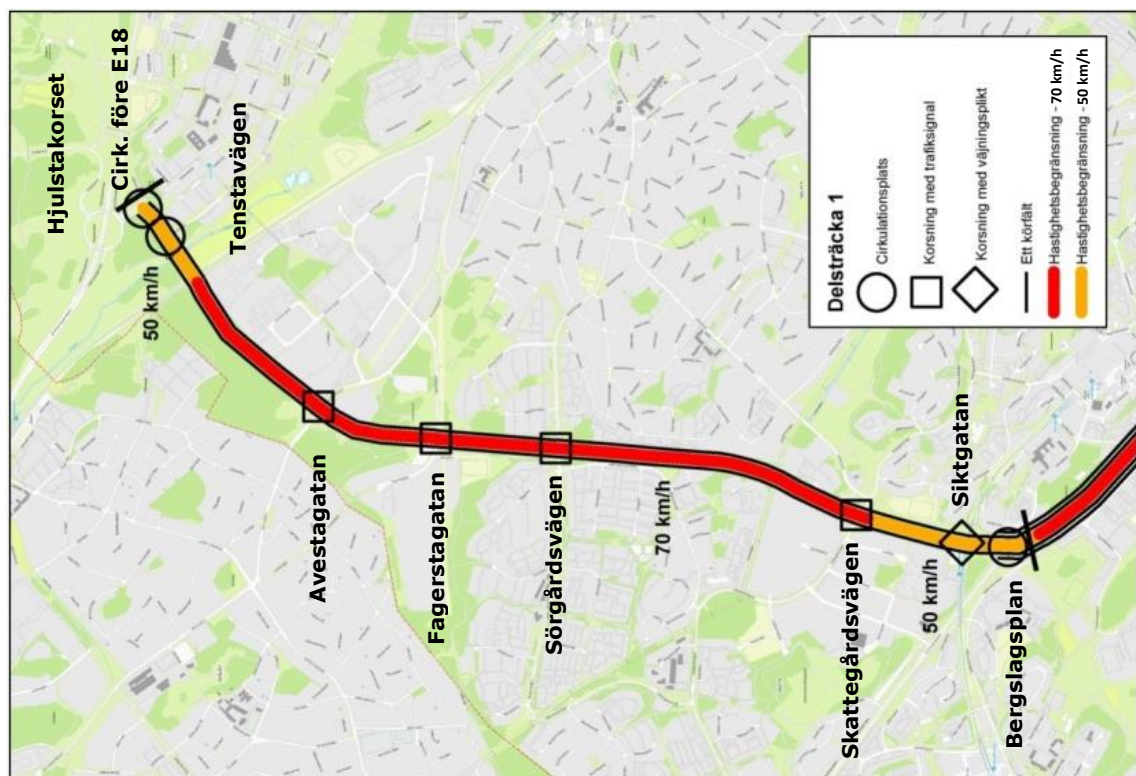 Hjulstakorset
Cirk. före E18
Tenstavägen
50 km/h
Avestagatan
Fagerstagatan
Sörgårdsvägen
70 km/h
Skattegårdsvägen
50 km/h
Siktgatan
Bergslagsplan
Delsträcka 1
Cirkulationsplats
Korsning med trafiksignal
Korsning med väjningsplikt
Ett körfält
Hastighetsbegränsning - 70 km/h
Hastighetsbegränsning - 50 km/h